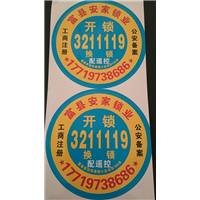 富县安家锁业
工商注册
公安备案
开锁
3211119
换锁
配遥控
★17719738686★
富县安家锁业
工商注册
公安备案
开锁
3211119
换锁
配遥控
★17719738686★